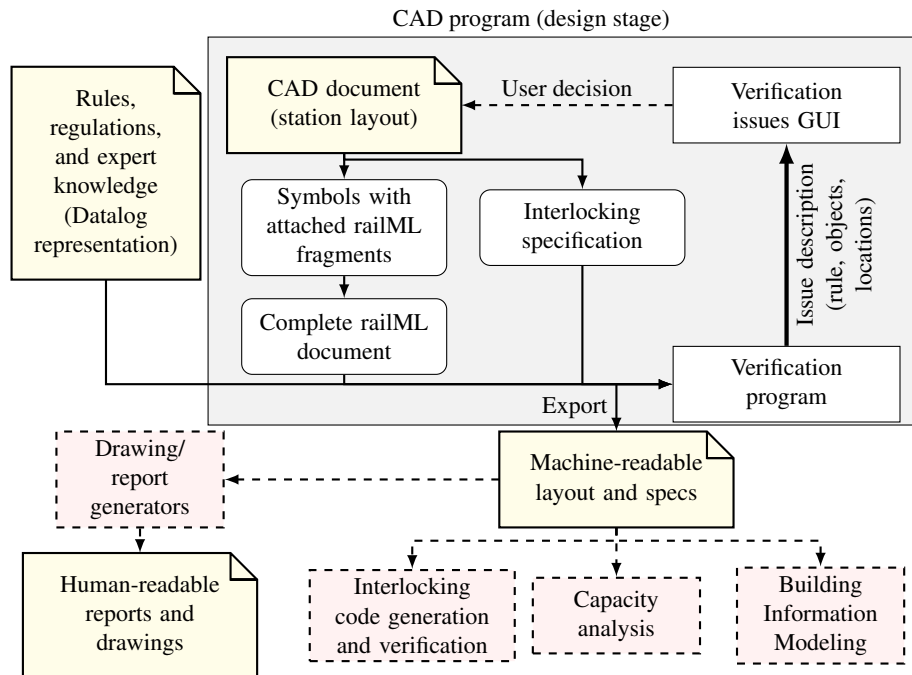 CAD program (design stage)
Rules,
regulations,
and expert
knowledge
(Datalog
representation)
CAD document
(station layout)
User decision
Verification
issues GUI
Symbols with
attached railML
fragments
Interlocking
specification
Issue description
(rule, objects,
locations)
Complete railML
document
Verification
program
Export
Drawing/
report
generators
Machine-readable
layout and specs
Human-readable
reports and
drawings
Interlocking
code generation
and verification
Capacity
analysis
Building
Information
Modeling